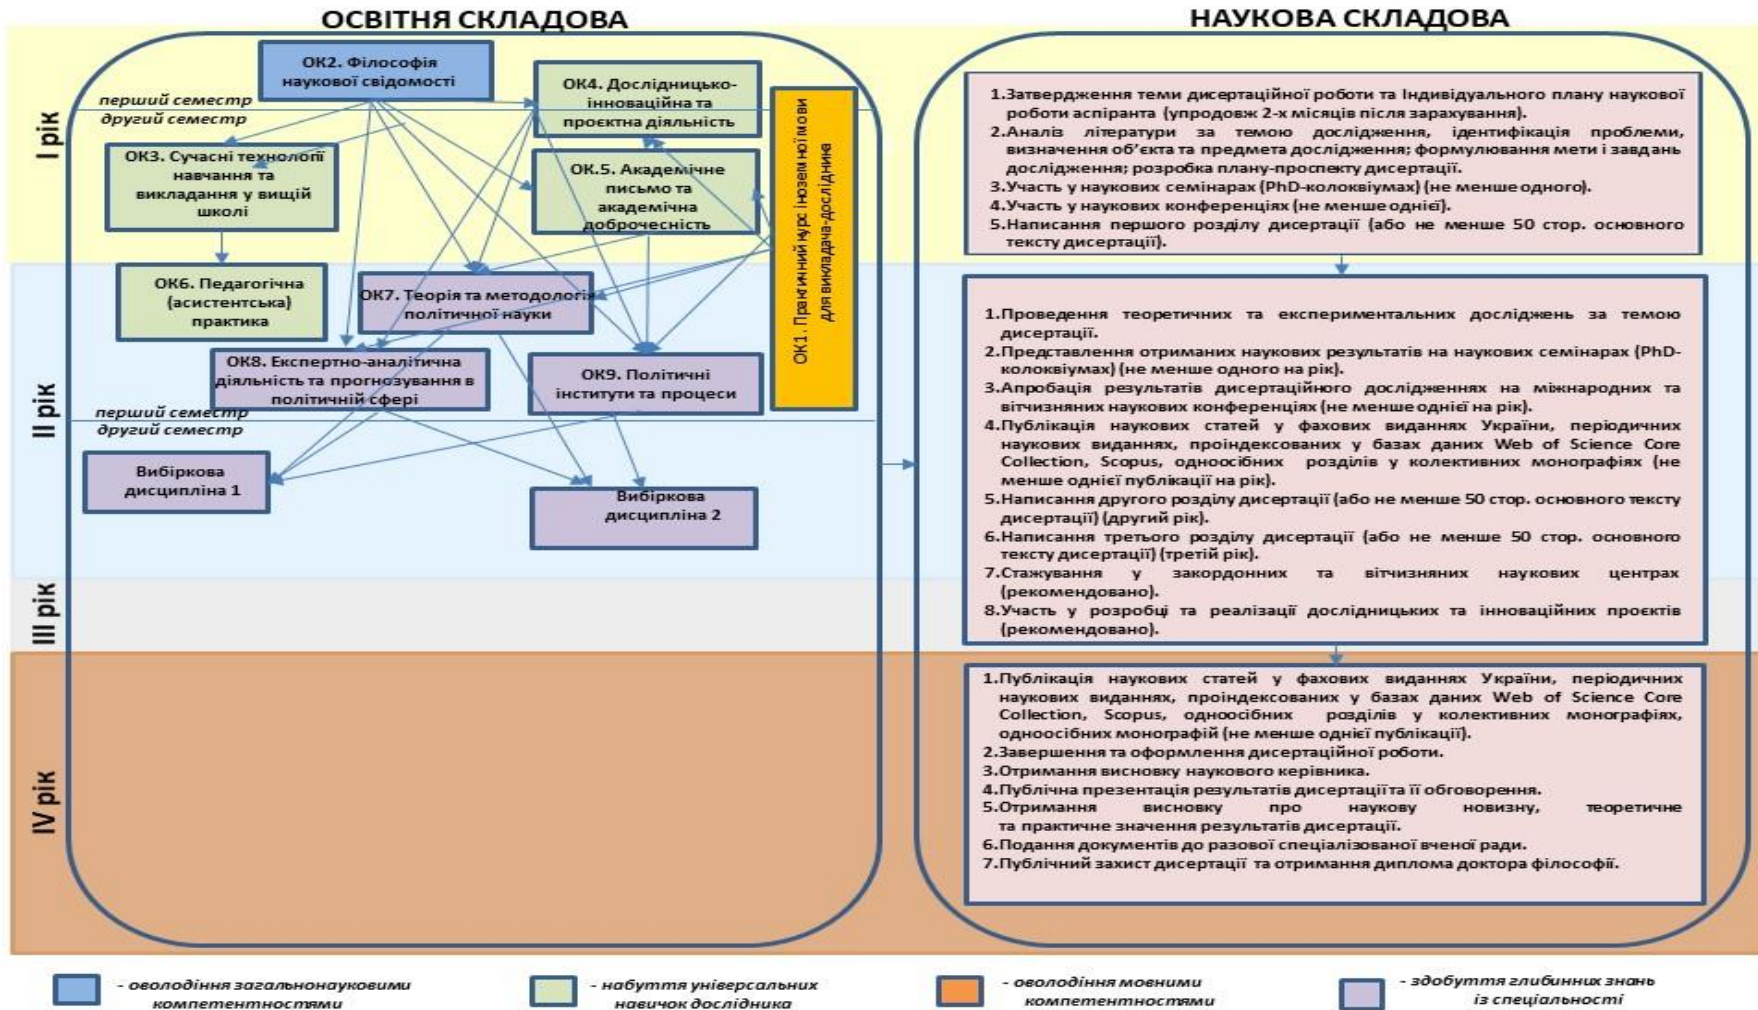 ОСВІТНЯ СКЛАДОВА
НАУКОВА СКЛАДОВА
І рік
перший семестр
другий семестр
ОК2. Філософія
наукової свідомості
ОК4. Дослідницько-
інноваційна та
проєктна діяльність
ОК3. Сучасні технології
навчання та
викладання у вищій
школі
ОК.5. Академічне
письмо та
академічна
доброчесність
ОК1. Практичний курс іноземної мови
для викладача-дослідника
ІІ рік
ОК6. Педагогічна
(асистентська)
практика
ОК7. Теорія та методологія
політичної науки
ОК8. Експертно-аналітична
діяльність та прогнозування в
політичній сфері
ОК9. Політичні
інститути та процеси
перший семестр
другий семестр
Вибіркова
дисципліна 1
Вибіркова
дисципліна 2
ІІІ рік
IV рік
1.Затвердження теми дисертаційної роботи та Індивідуального плану наукової
роботи аспіранта (упродовж 2-х місяців після зарахування).
2.Аналіз літератури за темою дослідження, ідентифікація проблеми,
визначення об’єкта та предмета дослідження; формулювання мети і завдань
дослідження; розробка плану-проспекту дисертації.
3.Участь у наукових семінарах (PhD-колоквіумах) (не менше одного).
4.Участь у наукових конференціях (не менше однієї).
5.Написання першого розділу дисертації (або не менше 50 стор. основного
тексту дисертації).
1.Проведення теоретичних та експериментальних досліджень за темою
дисертації.
2.Представлення отриманих наукових результатів на наукових семінарах (PhD-
колоквіумах) (не менше одного на рік).
3.Апробація результатів дисертаційного дослідженнях на міжнародних та
вітчизняних наукових конференціях (не менше однієї на рік).
4.Публікація наукових статей у фахових виданнях України, періодичних
наукових виданнях, проіндексованих у базах даних Web of Science Core
Collection, Scopus, одноосібних розділів у колективних монографіях (не
менше однієї публікації на рік).
5.Написання другого розділу дисертації (або не менше 50 стор. основного тексту
дисертації) (другий рік).
6.Написання третього розділу дисертації (або не менше 50 стор. основного
тексту дисертації) (третій рік).
7.Стажування у закордонних та вітчизняних наукових центрах
(рекомендовано).
8.Участь у розробці та реалізації дослідницьких та інноваційних проєктів
(рекомендовано).
1.Публікація наукових статей у фахових виданнях України, періодичних
наукових виданнях, проіндексованих у базах даних Web of Science Core
Collection, Scopus, одноосібних розділів у колективних монографіях,
одноосібних монографій (не менше однієї публікації).
2.Завершення та оформлення дисертаційної роботи.
3.Отримання висновку наукового керівника.
4.Публічна презентація результатів дисертації та її обговорення.
5.Отримання висновку про наукову новизну, теоретичне
та практичне значення результатів дисертації.
6.Подання документів до разової спеціалізованої вченої ради.
7.Публічний захист дисертації та отримання диплома доктора філософії.
- оволодіння загальнонауковими
компетентностями
- набуття універсальних
навичок дослідника
- оволодіння мовними
компетентностями
- здобуття глибинних знань
із спеціальності